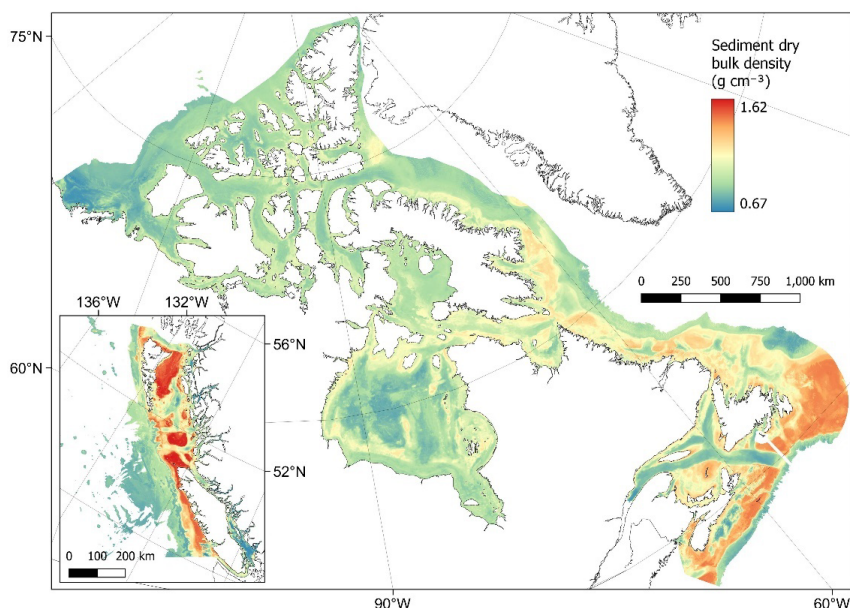 75°N
Sediment dry
bulk density
(g cm⁻³)
1.62
0.67
0 250 500 750 1,000 km
136°W 132°W
56°N
60°N
52°N
0 100 200 km
90°W
60°W